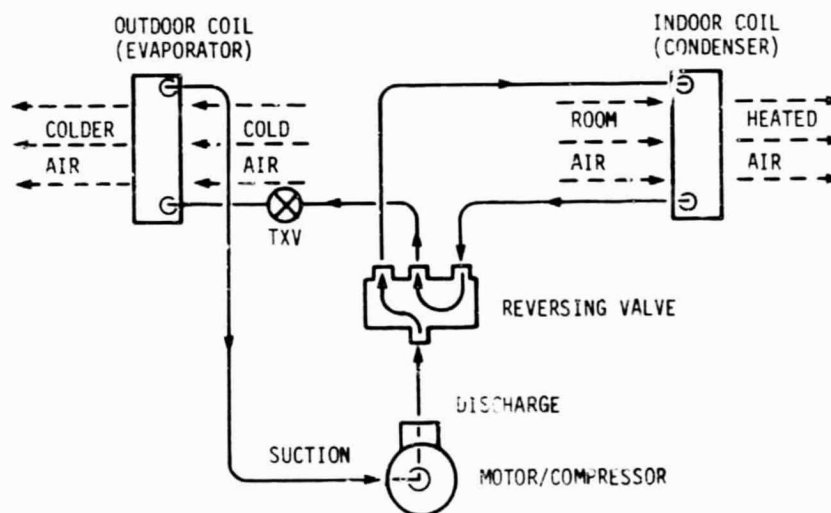 OUTDOOR COIL
(EVAPORATOR)
INDOOR COIL
(CONDENSER)
COLDER
AIR
COLD
AIR
ROOM
AIR
HEATED
AIR
TXV
REVERSING VALVE
DISCHARGE
SUCTION
MOTOR/COMPRESSOR